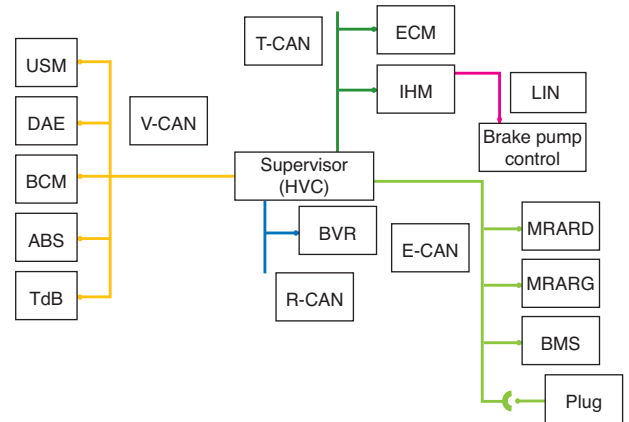 ECM
T-CAN
USM
IHM
LIN
DAE
V-CAN
Brake pump
control
Supervisor
(HVC)
BCM
ABS
BVR
E-CAN
MRARD
TdB
R-CAN
MRARG
BMS
Plug